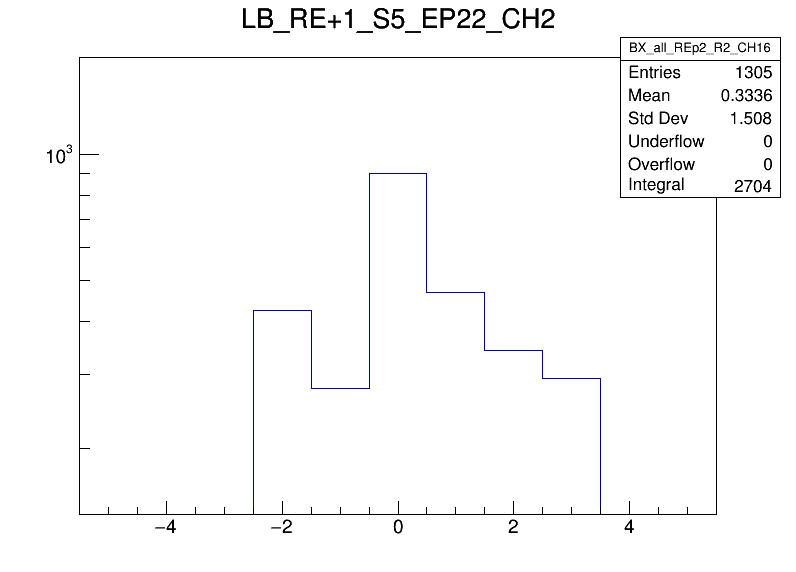 LB_RE+1_S5_EP22_CH2
BX_all_REp2_R2_CH16
Entries 1305
Mean 0.3336
Std Dev 1.508
Underflow 0
Overflow 0
Integral 2704
10³
−4 −2 0 2 4